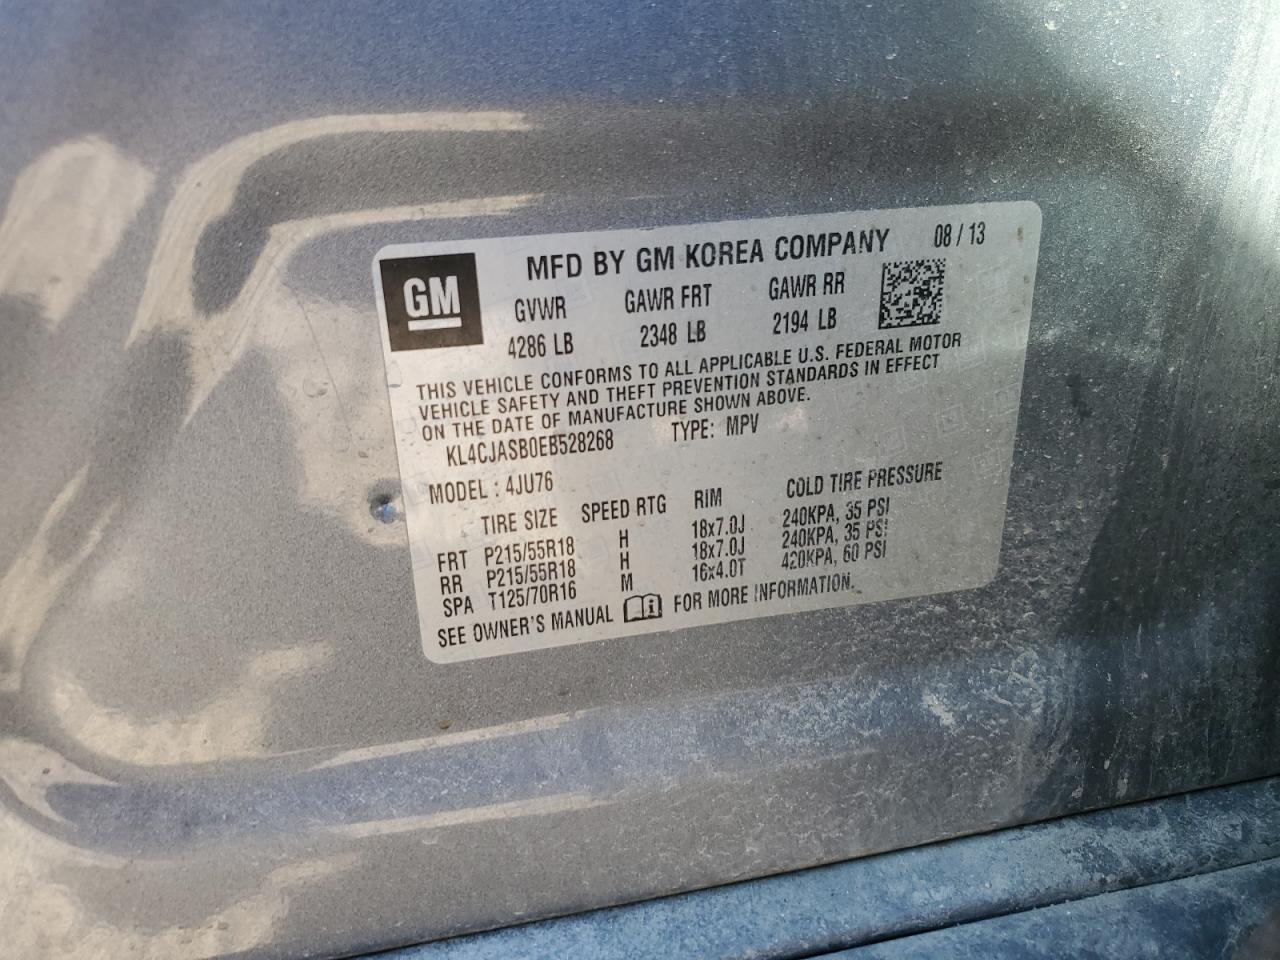 GM
MFD BY GM KOREA COMPANY 08 / 13
GVWR GAWR FRT GAWR RR
4286 LB 2348 LB 2194 LB
THIS VEHICLE CONFORMS TO ALL APPLICABLE U.S. FEDERAL MOTOR
VEHICLE SAFETY AND THEFT PREVENTION STANDARDS IN EFFECT
ON THE DATE OF MANUFACTURE SHOWN ABOVE.
KL4CJASB0EB528268 TYPE: MPV
MODEL : 4JU76
TIRE SIZE SPEED RTG RIM COLD TIRE PRESSURE
FRT P215/55R18 H 18x7.0J 240KPA, 35 PSI
RR P215/55R18 H 18x7.0J 240KPA, 35 PSI
SPA T125/70R16 M 16x4.0T 420KPA, 60 PSI
SEE OWNER'S MANUAL FOR MORE INFORMATION.